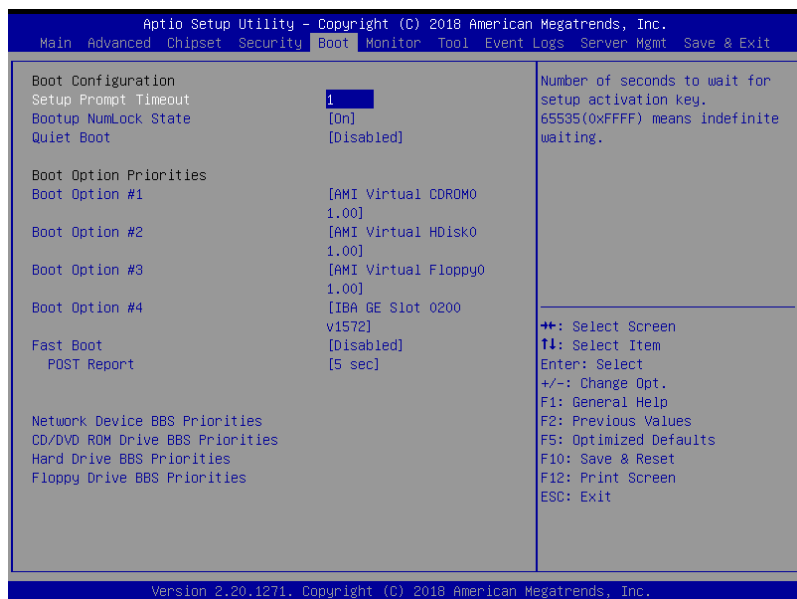 Aptio Setup Utility – Copyright (C) 2018 American Megatrends, Inc.
Main Advanced Chipset Security Boot Monitor Tool Event Logs Server Mgmt Save & Exit
Boot Configuration
Setup Prompt Timeout 1
Bootup NumLock State [On]
Quiet Boot [Disabled]
Boot Option Priorities
Boot Option #1 [AMI Virtual CDROM0
1.00]
Boot Option #2 [AMI Virtual HDisk0
1.00]
Boot Option #3 [AMI Virtual Floppy0
1.00]
Boot Option #4 [IBA GE Slot 0200
v1572]
Fast Boot [Disabled]
POST Report [5 sec]
Network Device BBS Priorities
CD/DVD ROM Drive BBS Priorities
Hard Drive BBS Priorities
Floppy Drive BBS Priorities
Number of seconds to wait for
setup activation key.
65535(0xFFFF) means indefinite
waiting.
→←: Select Screen
↑↓: Select Item
Enter: Select
+/-: Change Opt.
F1: General Help
F2: Previous Values
F5: Optimized Defaults
F10: Save & Reset
F12: Print Screen
ESC: Exit
Version 2.20.1271. Copyright (C) 2018 American Megatrends, Inc.